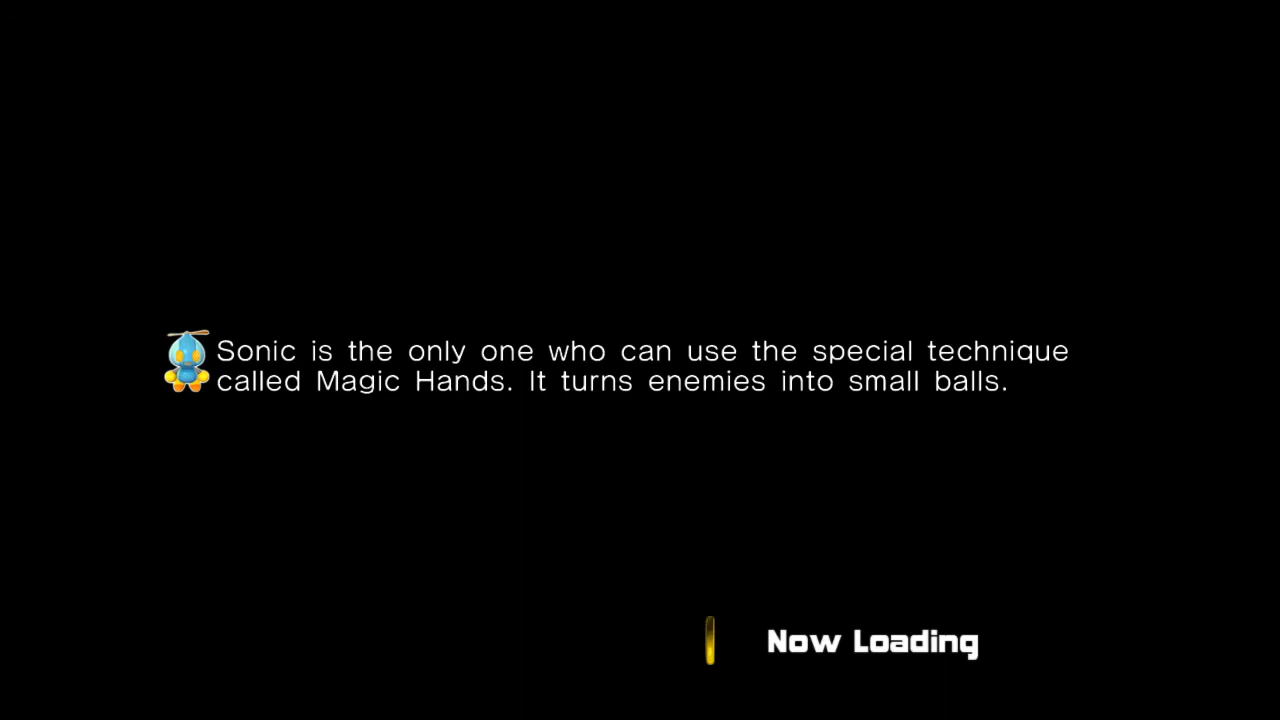 Sonic is the only one who can use the special technique
called Magic Hands. It turns enemies into small balls.
Now Loading